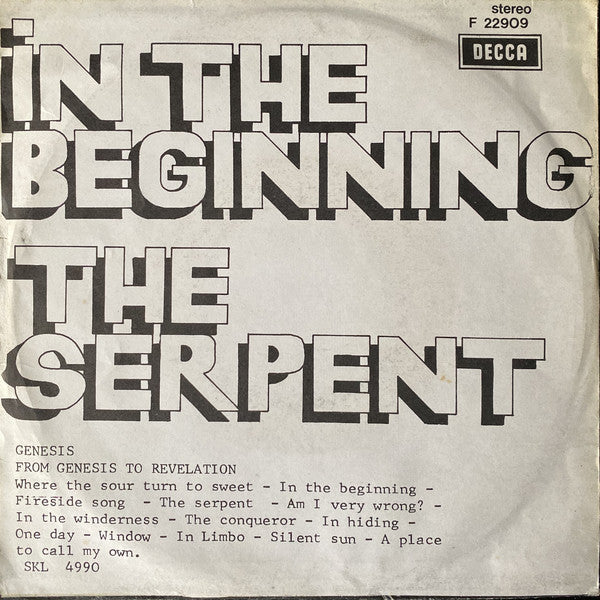 stereo
F 22909
DECCA
iN THE
BEGINNING
THE
SERPENT
GENESIS
FROM GENESIS TO REVELATION
Where the sour turn to sweet - In the beginning -
Fireside song - The serpent - Am I very wrong? -
In the winderness - The conqueror - In hiding -
One day - Window - In Limbo - Silent sun - A place
to call my own.
SKL 4990